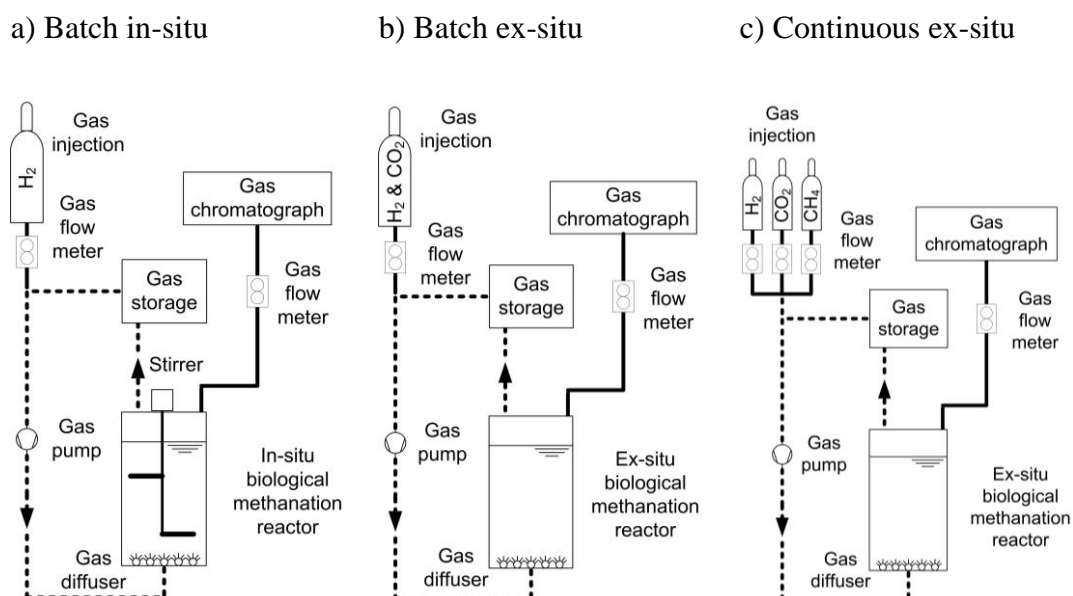 a) Batch in-situ
b) Batch ex-situ
c) Continuous ex-situ
Gas
injection
H₂
Gas
flow
meter
Gas
chromatograph
Gas
storage
Gas
flow
meter
Stirrer
Gas
pump
In-situ
biological
methanation
reactor
Gas
diffuser
Gas
injection
H₂ & CO₂
Gas
flow
meter
Gas
chromatograph
Gas
storage
Gas
flow
meter
Gas
pump
Ex-situ
biological
methanation
reactor
Gas
diffuser
Gas
injection
H₂
CO₂
CH₄
Gas
flow
meter
Gas
chromatograph
Gas
storage
Gas
flow
meter
Gas
pump
Ex-situ
biological
methanation
reactor
Gas
diffuser